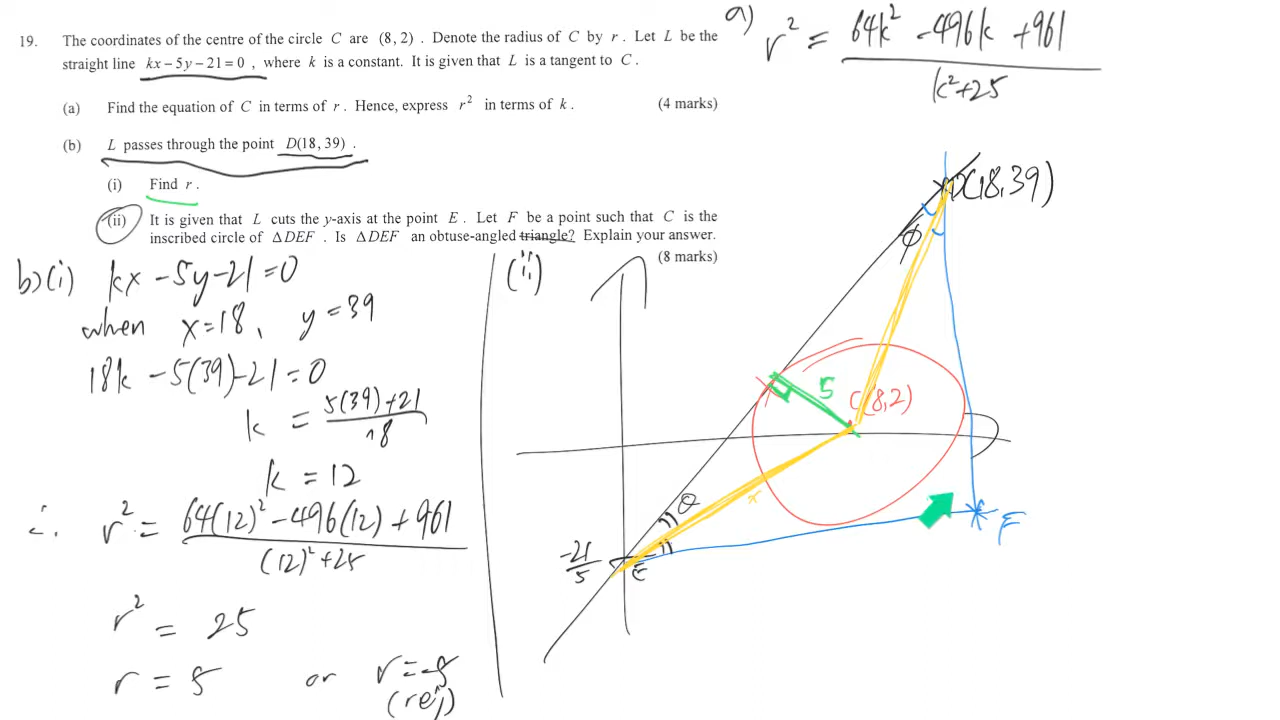 19. The coordinates of the centre of the circle C are (8, 2) . Denote the radius of C by r . Let L be the
straight line kx − 5y − 21 = 0 , where k is a constant. It is given that L is a tangent to C .
(a) Find the equation of C in terms of r . Hence, express r² in terms of k . (4 marks)
(b) L passes through the point D(18, 39) .
(i) Find r .
(ii) It is given that L cuts the y-axis at the point E . Let F be a point such that C is the
inscribed circle of ΔDEF . Is ΔDEF an obtuse-angled triangle? Explain your answer.
(8 marks)
a) r² = 64k² - 496k + 961 / k²+25
b)(i) kx - 5y - 21 = 0
when x=18, y=39
18k - 5(39) - 21 = 0
k = 5(39)+21 / 18
k = 12
∴ r² = 64(12)² - 496(12) + 961 / (12)² + 25
r² = 25
r = 5 or r = -5
(rej)
(ii)
D(18,39)
φ
5
C(8,2)
θ
-21/5
E
F